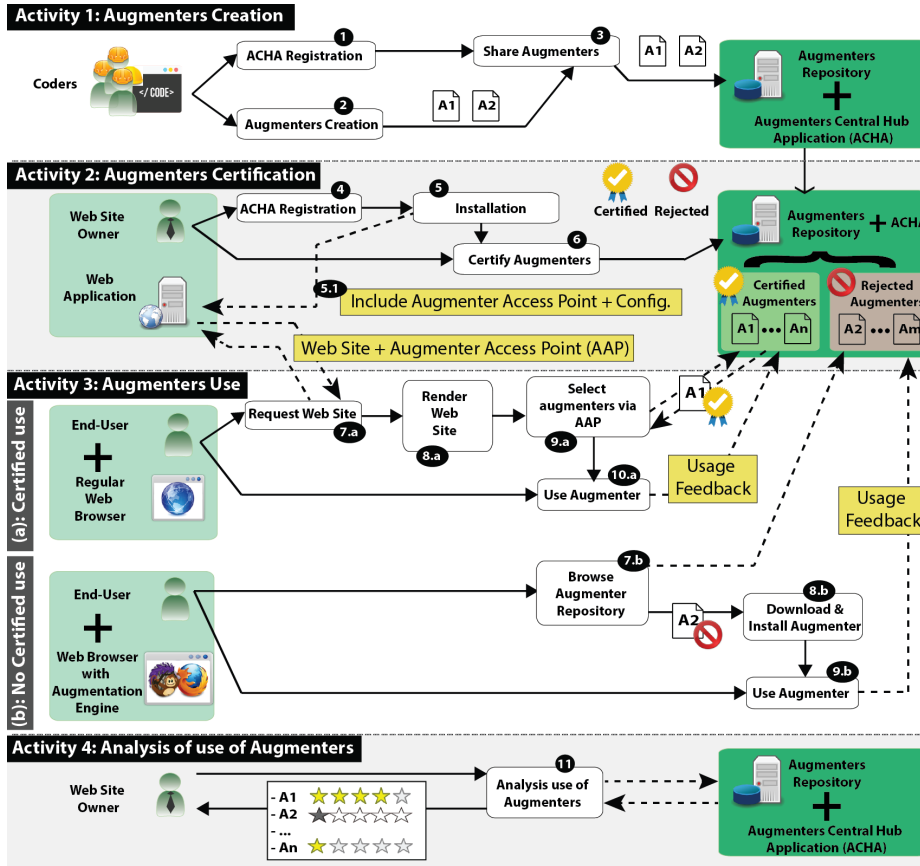 Activity 1: Augmenters Creation
Coders
</ CODE>
1
ACHA Registration
2
Augmenters Creation
A1 A2
3
Share Augmenters
A1 A2
Augmenters
Repository
+
Augmenters Central Hub
Application (ACHA)
Activity 2: Augmenters Certification
Web Site
Owner
Web
Application
4
ACHA Registration
5
Installation
6
Certify Augmenters
Certified Rejected
5.1
Include Augmenter Access Point + Config.
Web Site + Augmenter Access Point (AAP)
Augmenters
Repository + ACHA
Certified
Augmenters
A1 ••• An
Rejected
Augmenters
A2 ••• Am
Activity 3: Augmenters Use
(a): Certified use
End-User
+
Regular
Web
Browser
Request Web Site
7.a
Render
Web
Site
8.a
Select
augmenters via
AAP
9.a
A1
10.a
Use Augmenter
Usage
Feedback
Usage
Feedback
(b): No Certified use
End-User
+
Web Browser
with
Augmentation
Engine
7.b
Browse
Augmenter
Repository
A2
8.b
Download &
Install Augmenter
9.b
Use Augmenter
Activity 4: Analysis of use of Augmenters
Web Site
Owner
- A1
- A2
- ...
- An
11
Analysis use of
Augmenters
Augmenters
Repository
+
Augmenters Central Hub
Application (ACHA)